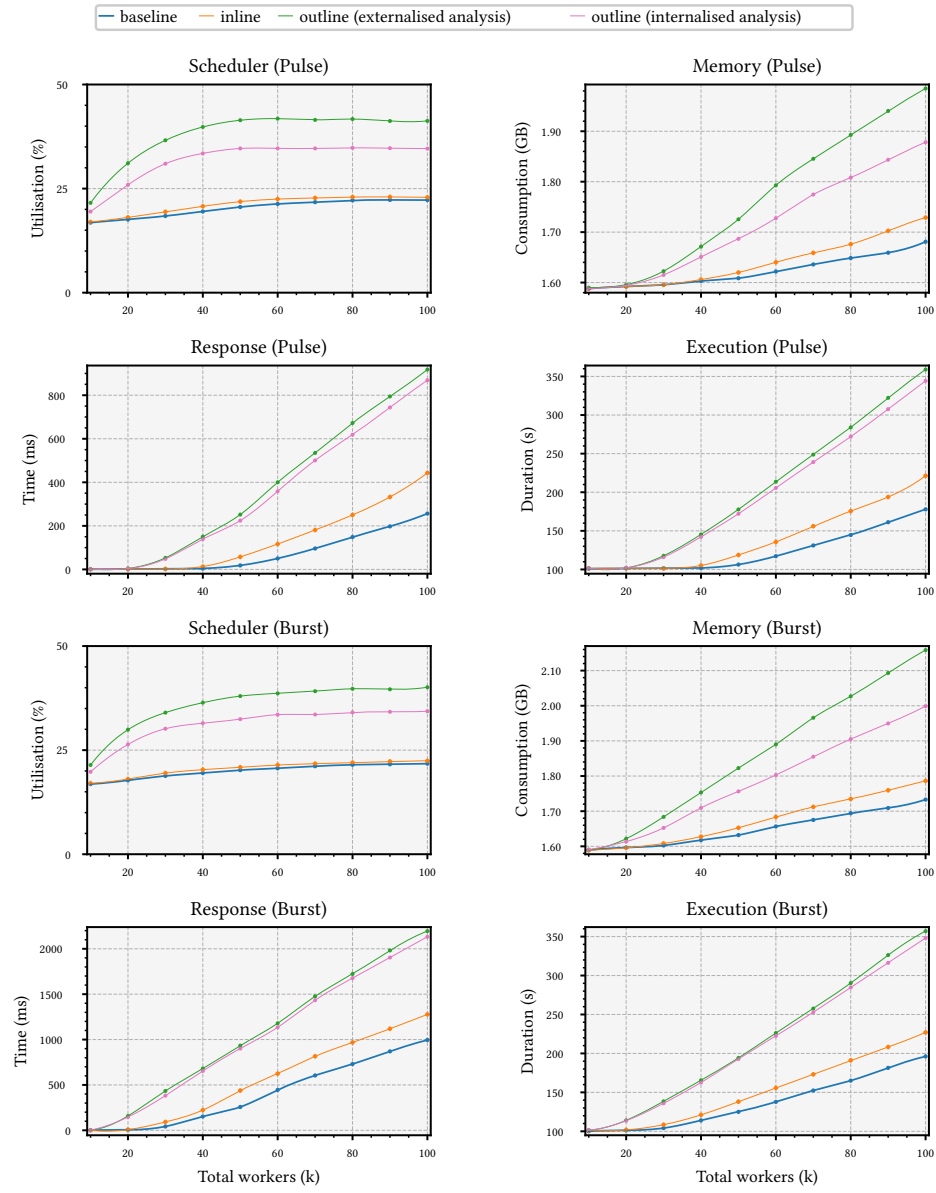 baseline inline outline (externalised analysis) outline (internalised analysis)
Scheduler (Pulse)
Utilisation (%)
50
25
0
20 40 60 80 100
Memory (Pulse)
Consumption (GB)
1.90
1.80
1.70
1.60
20 40 60 80 100
Response (Pulse)
Time (ms)
800
600
400
200
0
20 40 60 80 100
Execution (Pulse)
Duration (s)
350
300
250
200
150
100
20 40 60 80 100
Scheduler (Burst)
Utilisation (%)
50
25
0
20 40 60 80 100
Memory (Burst)
Consumption (GB)
2.10
2.00
1.90
1.80
1.70
1.60
20 40 60 80 100
Response (Burst)
Time (ms)
2000
1500
1000
500
0
20 40 60 80 100
Total workers (k)
Execution (Burst)
Duration (s)
350
300
250
200
150
100
20 40 60 80 100
Total workers (k)